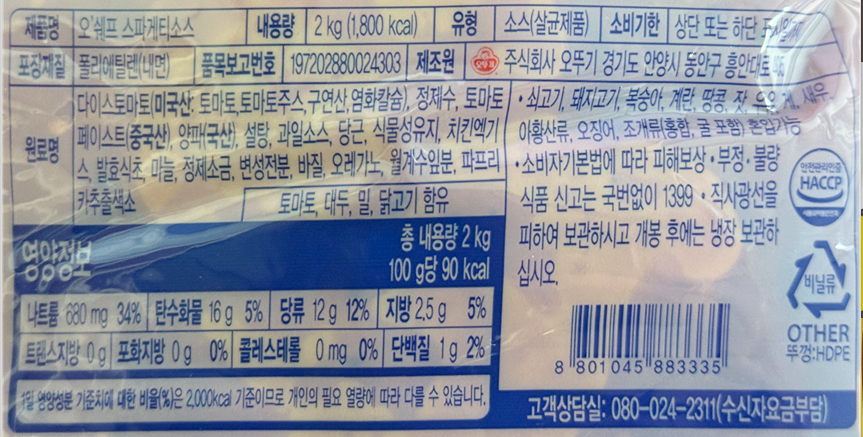 제품명 오'쉐프 스파게티소스 내용량 2 kg (1,800 kcal) 유형 소스(살균제품) 소비기한 상단 또는 하단
포장재질 폴리에틸렌(내면) 품목보고번호 197202880024303 제조원 오뚜기 주식회사 오뚜기 경기도 안양시 동안구 흥안대로
원료명 다이스토마토(미국산: 토마토,토마토주스,구연산,염화칼슘), 정제수, 토마토
페이스트(중국산), 양파(국산), 설탕, 과일소스, 당근, 식물성유지, 치킨엑기
스, 발효식초, 마늘, 정제소금, 변성전분, 바질, 오레가노, 월계수잎분, 파프리
카추출색소
토마토, 대두, 밀, 닭고기 함유
• 쇠고기, 돼지고기, 복숭아, 계란, 땅콩, 잣, 우유, 게, 새우,
아황산류, 오징어, 조개류(홍합, 굴 포함) 혼입가능
• 소비자기본법에 따라 피해보상 • 부정 · 불량
식품 신고는 국번없이 1399 • 직사광선을
피하여 보관하시고 개봉 후에는 냉장 보관하
십시오.
안전관리인증
HACCP
비닐류
OTHER
뚜껑:HDPE
영양정보
총 내용량 2 kg
100 g당 90 kcal
나트륨 680 mg 34% 탄수화물 16 g 5% 당류 12 g 12% 지방 2.5 g 5%
트랜스지방 0 g 포화지방 0 g 0% 콜레스테롤 0 mg 0% 단백질 1 g 2%
1일 영양성분 기준치에 대한 비율(%)은 2,000kcal 기준이므로 개인의 필요 열량에 따라 다를 수 있습니다.
8 801045 883335
고객상담실: 080-024-2311(수신자요금부담)